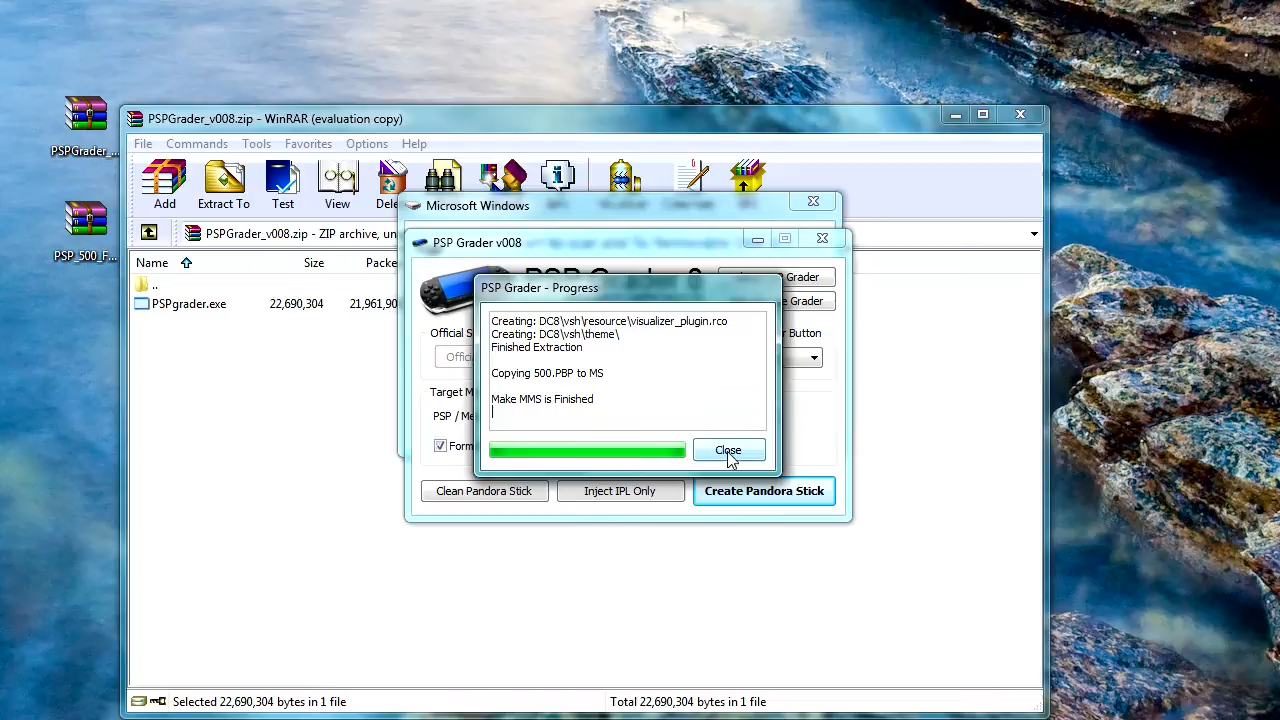 PSPGrader_v008.zip - WinRAR (evaluation copy)
File Commands Tools Favorites Options Help
PSPGrader_...
Add Extract To Test View Dele
Microsoft Windows
PSP_500_F...
PSPGrader_v008.zip - ZIP archive, un
PSP Grader v008
Name Size Packe
..
PSPgrader.exe 22,690,304 21,961,90
Grader
Grader
PSP Grader - Progress
Creating: DC8\vsh\resource\visualizer_plugin.rco
Creating: DC8\vsh\theme\
Finished Extraction
Copying 500.PBP to MS
Make MMS is Finished
Close
Official S
Button
Offici
Target M
PSP / Me
Form
Clean Pandora Stick Inject IPL Only Create Pandora Stick
Selected 22,690,304 bytes in 1 file Total 22,690,304 bytes in 1 file